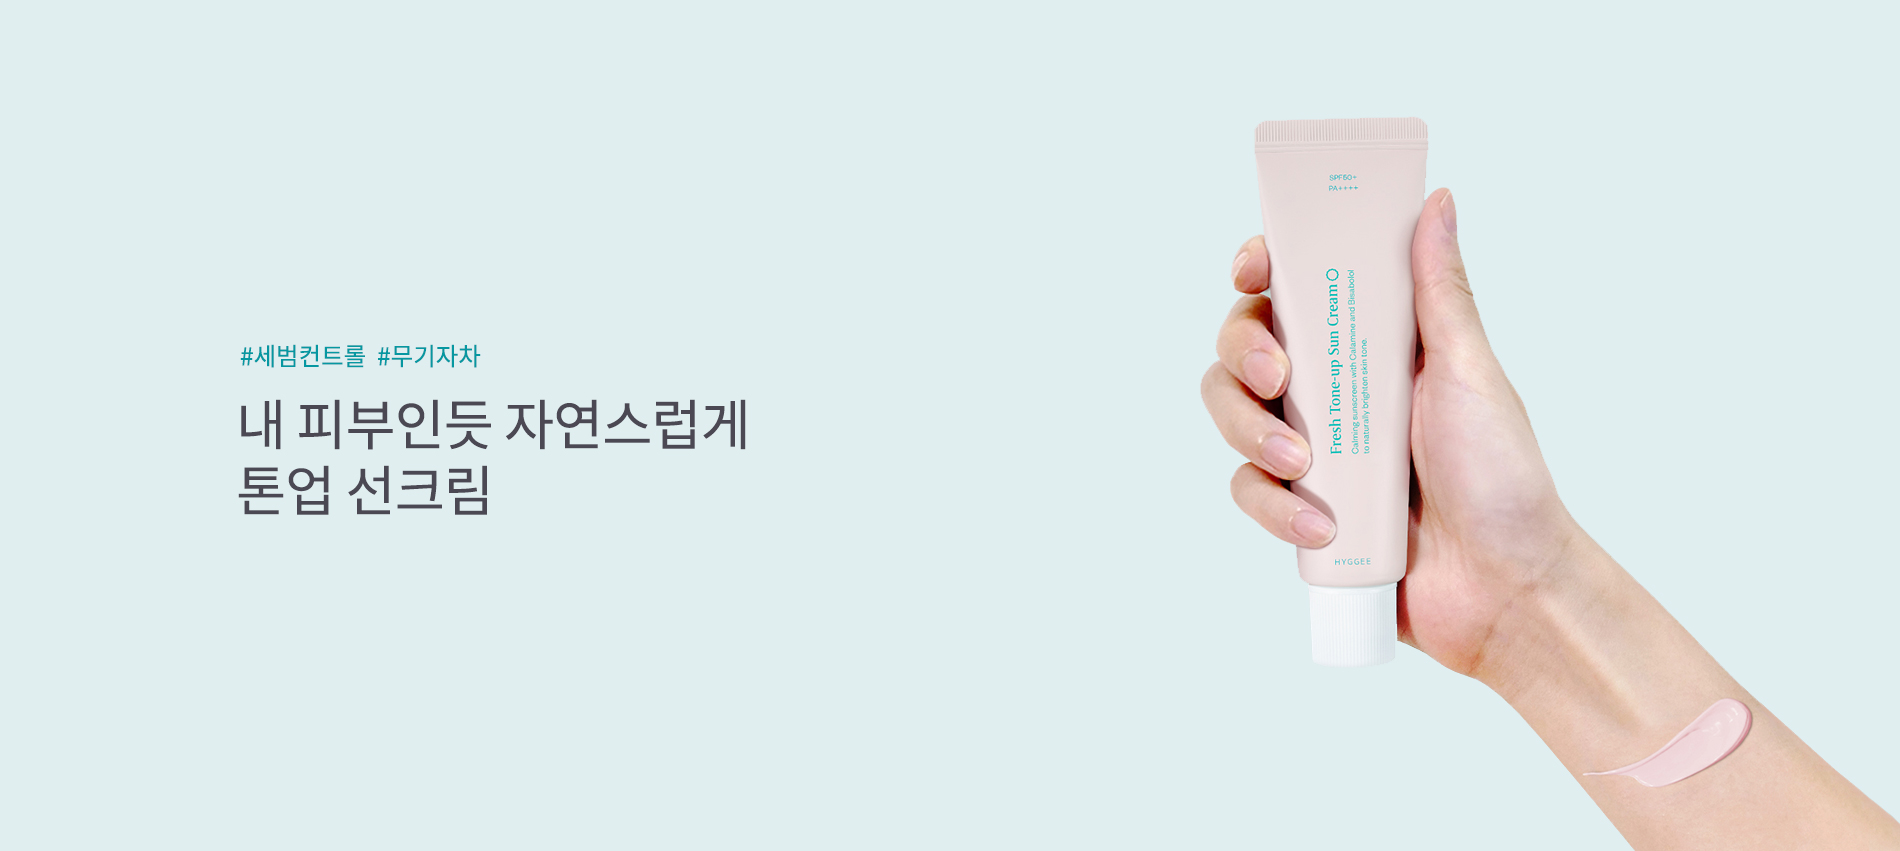 #세범컨트롤 #무기자차
내 피부인듯 자연스럽게
톤업 선크림
SPF50+
PA++++
Fresh Tone-up Sun Cream
Calming sunscreen with Calamine and Bisabolol
to naturally brighten skin tone.
HYGGEE